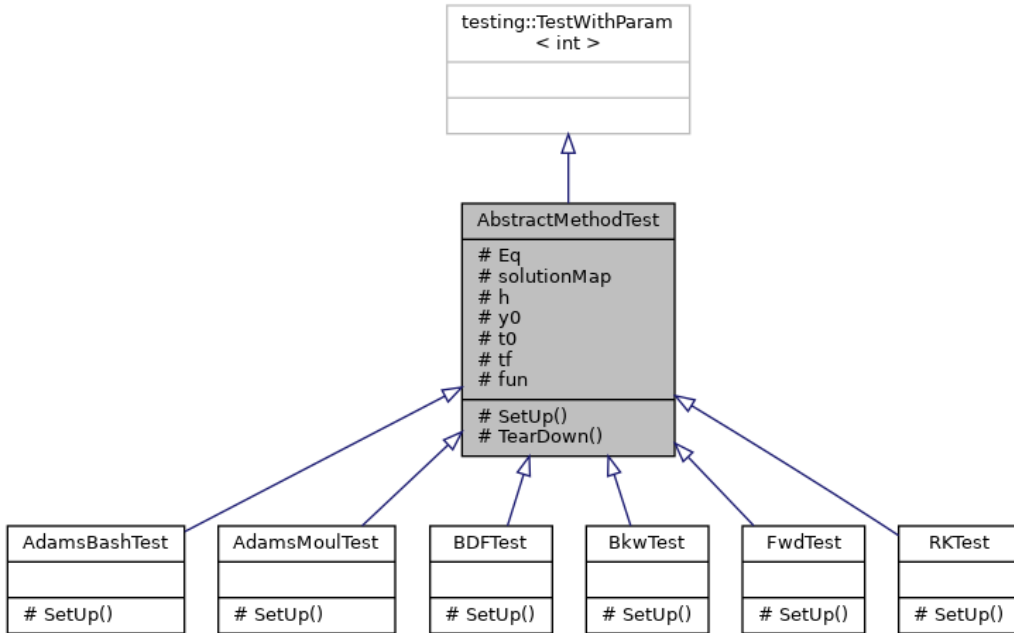 testing::TestWithParam
< int >
AbstractMethodTest
# Eq
# solutionMap
# h
# y0
# t0
# tf
# fun
# SetUp()
# TearDown()
AdamsBashTest
# SetUp()
AdamsMoulTest
# SetUp()
BDFTest
# SetUp()
BkwTest
# SetUp()
FwdTest
# SetUp()
RKTest
# SetUp()